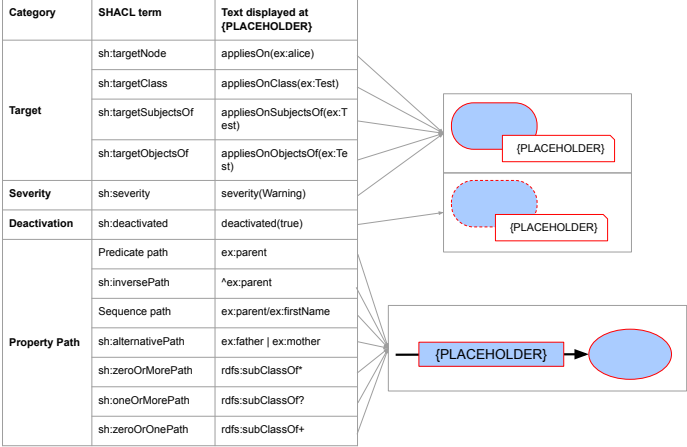 Category SHACL term Text displayed at
{PLACEHOLDER}
Target
sh:targetNode appliesOn(ex:alice)
sh:targetClass appliesOnClass(ex:Test)
sh:targetSubjectsOf appliesOnSubjectsOf(ex:T
est)
sh:targetObjectsOf appliesOnObjectsOf(ex:Te
st)
Severity sh:severity severity(Warning)
Deactivation sh:deactivated deactivated(true)
Property Path
Predicate path ex:parent
sh:inversePath ^ex:parent
Sequence path ex:parent/ex:firstName
sh:alternativePath ex:father | ex:mother
sh:zeroOrMorePath rdfs:subClassOf*
sh:oneOrMorePath rdfs:subClassOf?
sh:zeroOrOnePath rdfs:subClassOf+
{PLACEHOLDER}
{PLACEHOLDER}
{PLACEHOLDER}